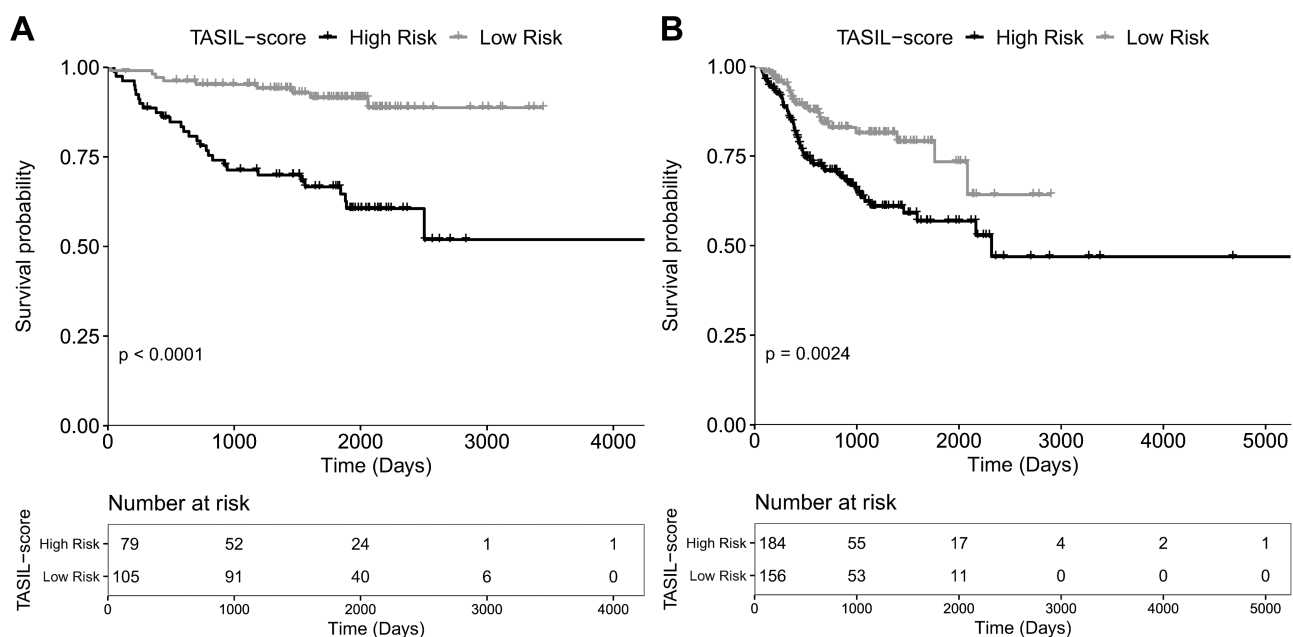 A
TASIL−score High Risk Low Risk
1.00
0.75
0.50
0.25
0.00
Survival probability
p < 0.0001
0 1000 2000 3000 4000
Time (Days)
Number at risk
TASIL−score
High Risk 79 52 24 1 1
Low Risk 105 91 40 6 0
0 1000 2000 3000 4000
Time (Days)
B
TASIL−score High Risk Low Risk
1.00
0.75
0.50
0.25
0.00
Survival probability
p = 0.0024
0 1000 2000 3000 4000 5000
Time (Days)
Number at risk
TASIL−score
High Risk 184 55 17 4 2 1
Low Risk 156 53 11 0 0 0
0 1000 2000 3000 4000 5000
Time (Days)